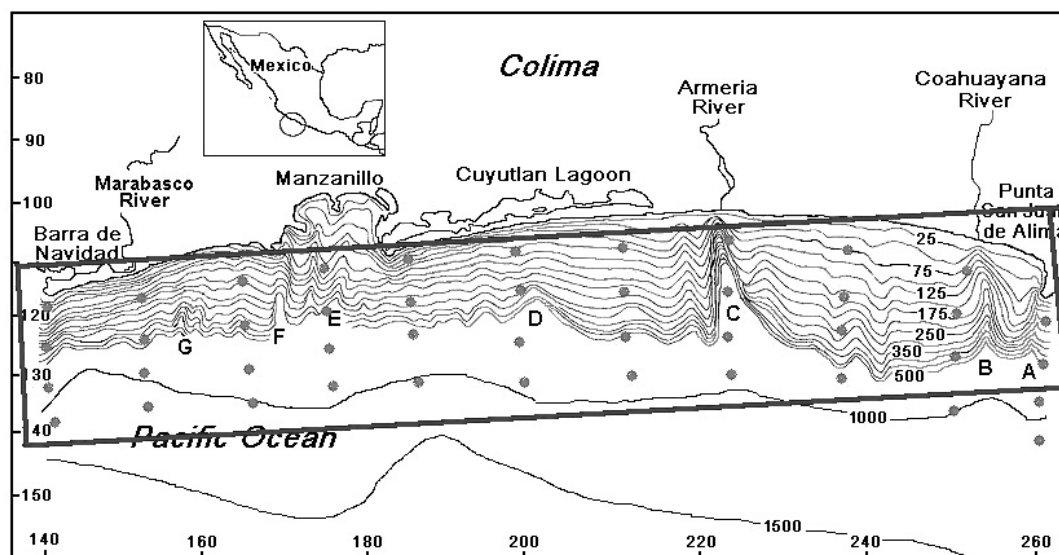 Mexico
Colima
80
Armeria
River
Coahuayana
River
90
Marabasco
River
Manzanillo
Cuyutlan Lagoon
Punta
San Juan
de Alima
100
Barra de
Navidad
25
75
125
175
250
350
500
120
G
F
E
D
C
B
A
130
1000
140
Pacific Ocean
150
1500
140
160
180
200
220
240
260